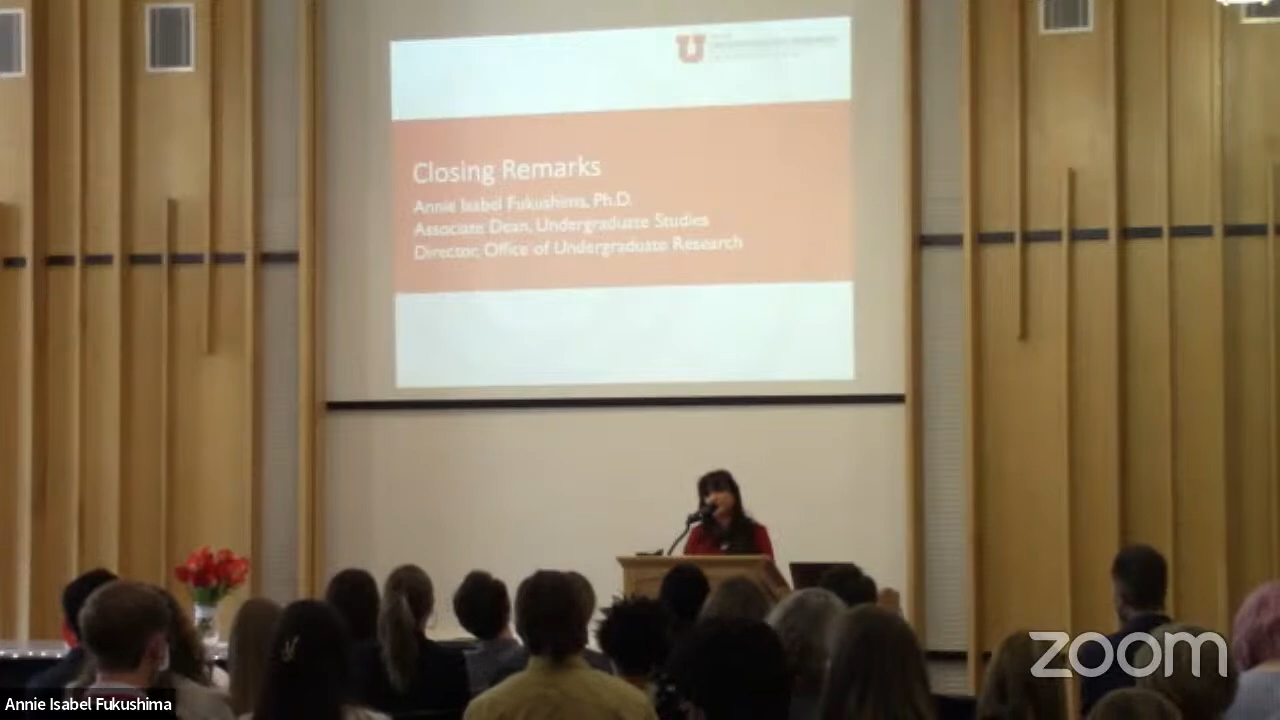 Closing Remarks
Annie Isabel Fukushima, Ph.D.
Associate Dean, Undergraduate Studies
Director, Office of Undergraduate Research
zoom
Annie Isabel Fukushima